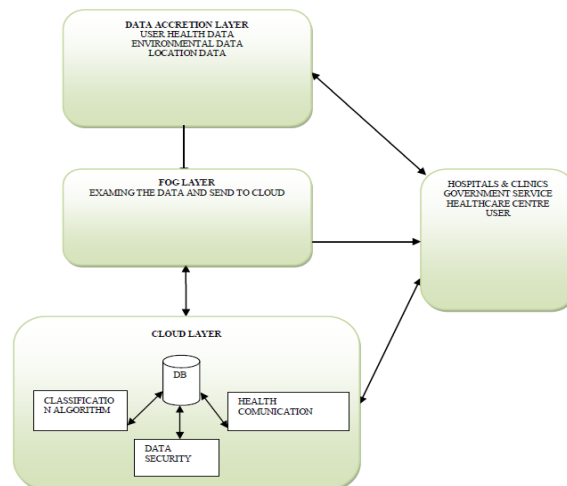 DATA ACCRETION LAYER
USER HEALTH DATA
ENVIRONMENTAL DATA
LOCATION DATA
FOG LAYER
EXAMING THE DATA AND SEND TO CLOUD
HOSPITALS & CLINICS
GOVERNMENT SERVICE
HEALTHCARE CENTRE
USER
CLOUD LAYER
DB
CLASSIFICATIO
N ALGORITHM
HEALTH
COMUNICATION
DATA
SECURITY